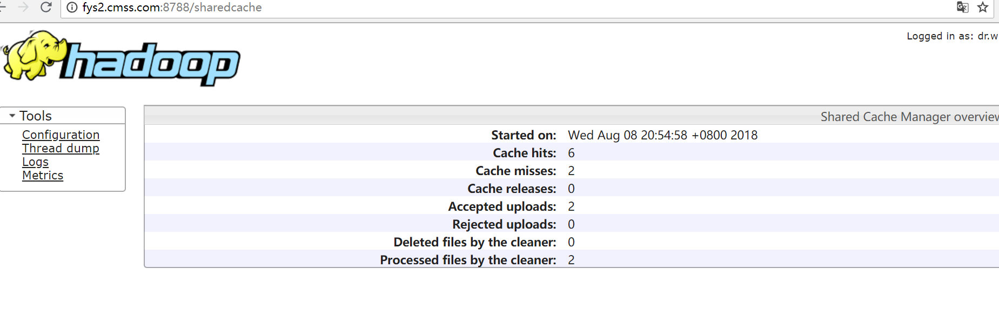 fys2.cmss.com:8788/sharedcache
hadoop
Logged in as: dr.w
Tools
Configuration
Thread dump
Logs
Metrics
Shared Cache Manager overview
Started on: Wed Aug 08 20:54:58 +0800 2018
Cache hits: 6
Cache misses: 2
Cache releases: 0
Accepted uploads: 2
Rejected uploads: 0
Deleted files by the cleaner: 0
Processed files by the cleaner: 2